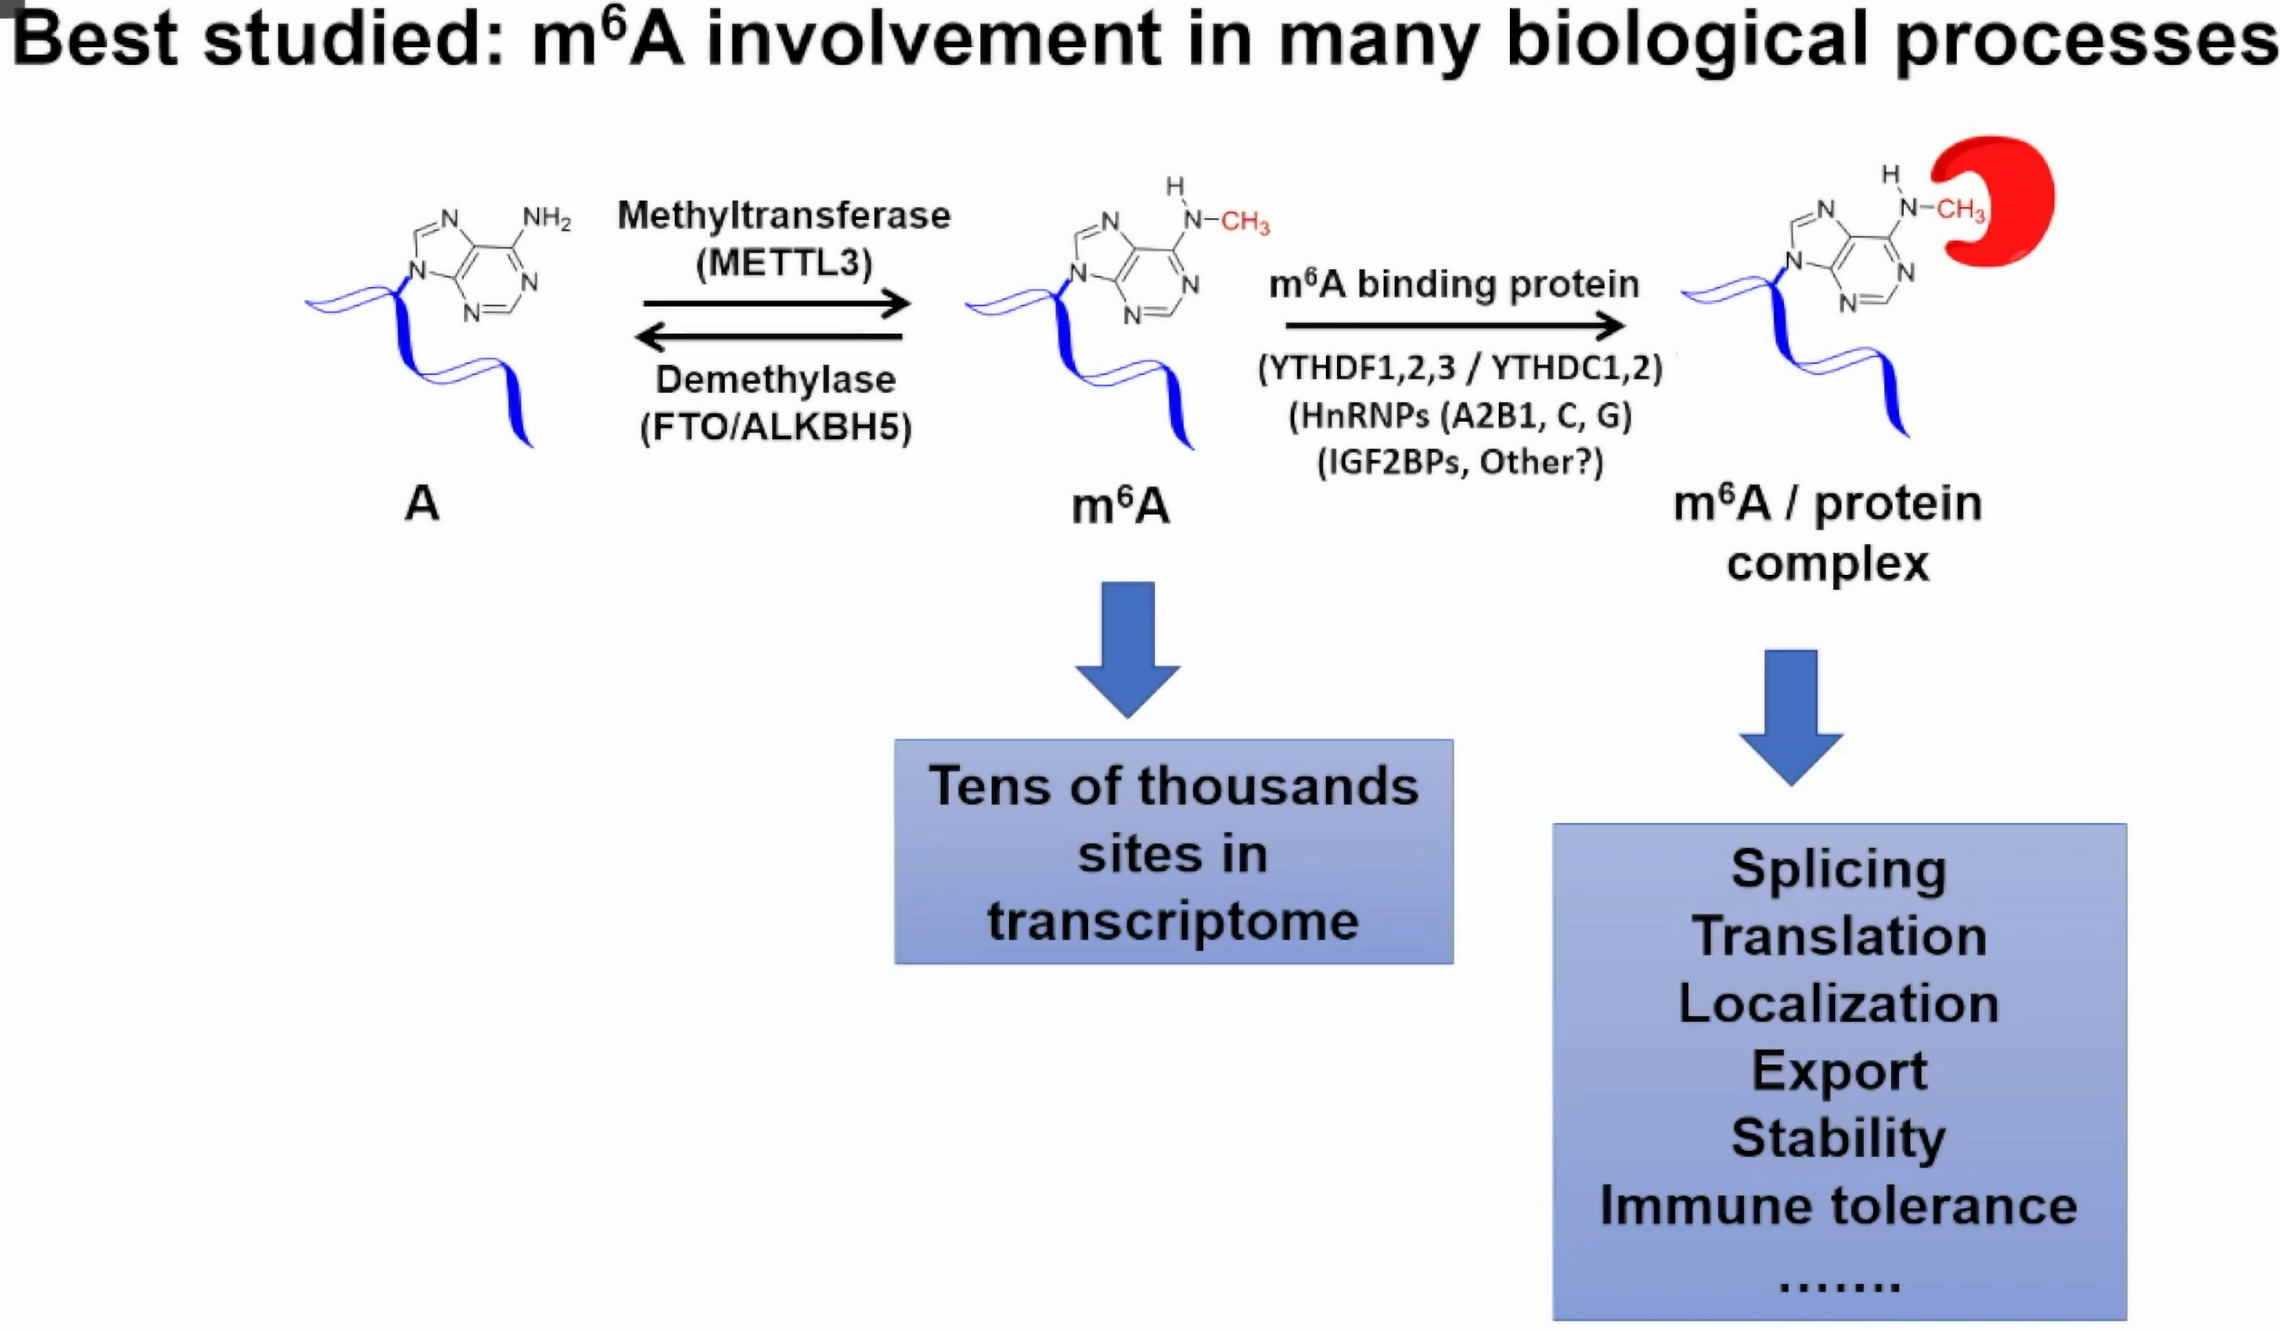 Best studied: m⁶A involvement in many biological processes
N
NH₂
N
N
N
A
Methyltransferase
(METTL3)
Demethylase
(FTO/ALKBH5)
H
N
N-CH₃
N
N
N
m⁶A
m⁶A binding protein
(YTHDF1,2,3 / YTHDC1,2)
(HnRNPs (A2B1, C, G)
(IGF2BPs, Other?)
H
N
N-CH₃
N
N
N
m⁶A / protein
complex
Tens of thousands
sites in
transcriptome
Splicing
Translation
Localization
Export
Stability
Immune tolerance
.......